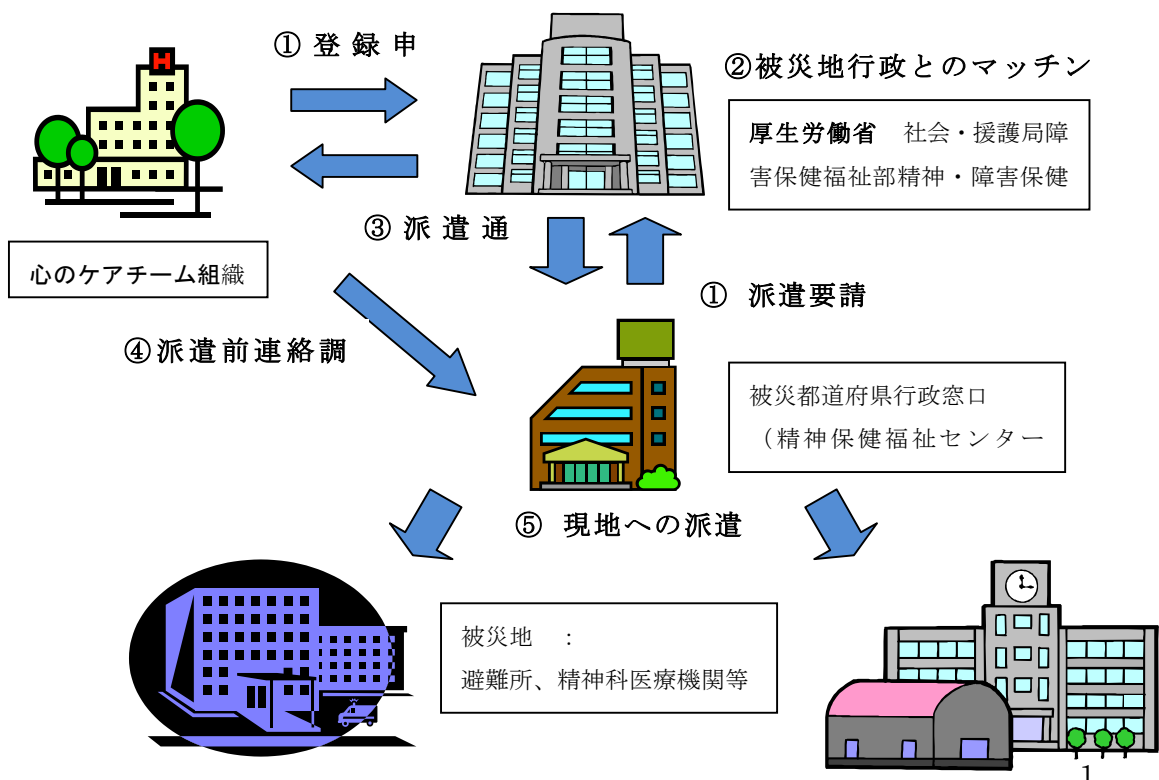 ①登録申
H
②被災地行政とのマッチン
厚生労働省 社会・援護局障
害保健福祉部精神・障害保健
③派遣通
心のケアチーム組織
① 派遣要請
④派遣前連絡調
被災都道府県行政窓口
（精神保健福祉センター
⑤ 現地への派遣
被災地 ：
避難所、精神科医療機関等
1